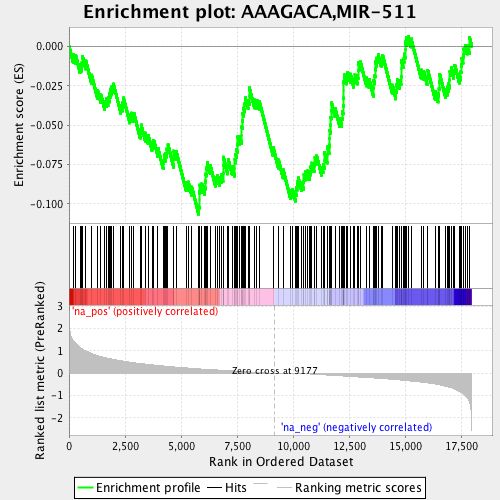 Enrichment plot: AAAGACA,MIR-511
Enrichment score (ES)
0.000
-0.025
-0.050
-0.075
-0.100
'na_pos' (positively correlated)
Ranked list metric (PreRanked)
3
2
1
0
-1
-2
Zero cross at 9177
'na_neg' (negatively correlated)
0
2,500
5,000
7,500
10,000
12,500
15,000
17,500
Rank in Ordered Dataset
Enrichment profile
Hits
Ranking metric scores